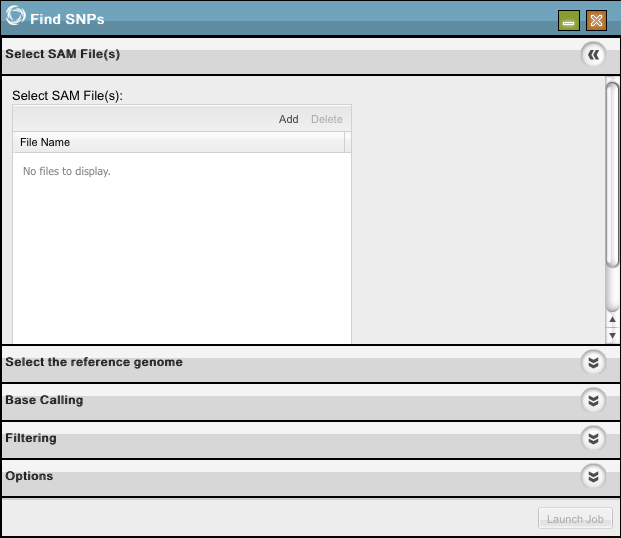 Find SNPs
Select SAM File(s)
Select SAM File(s):
Add Delete
File Name
No files to display.
Select the reference genome
Base Calling
Filtering
Options
Launch Job